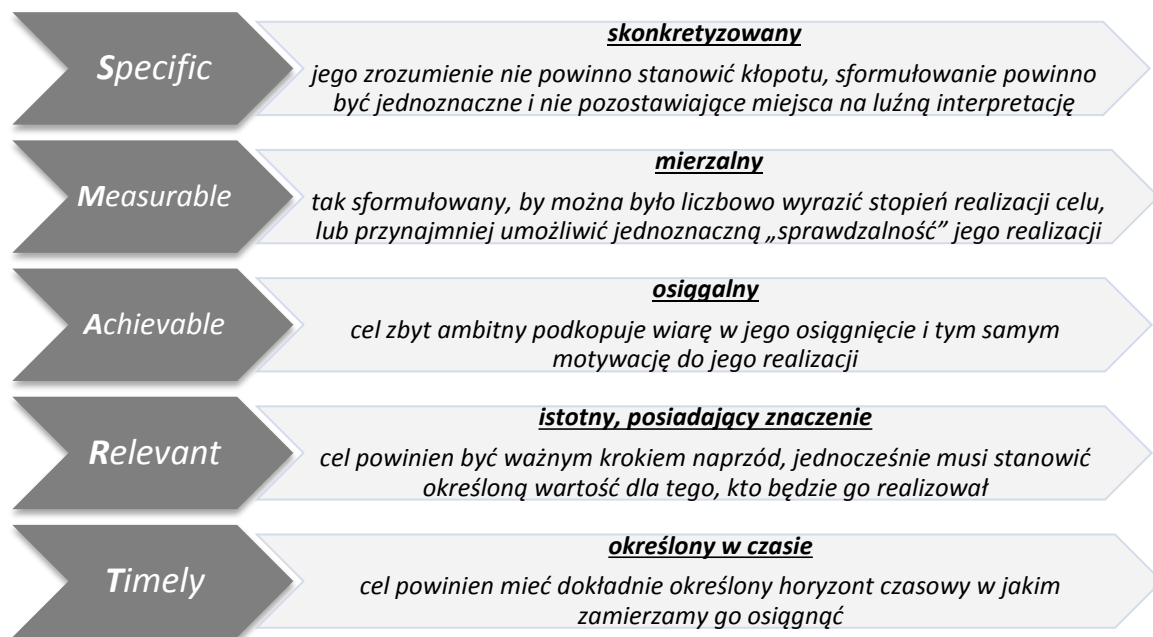 Specific
skonkretyzowany
jego zrozumienie nie powinno stanowić kłopotu, sformułowanie powinno
być jednoznaczne i nie pozostawiające miejsca na luźną interpretację
Measurable
mierzalny
tak sformułowany, by można było liczbowo wyrazić stopień realizacji celu,
lub przynajmniej umożliwić jednoznaczną „sprawdzalność” jego realizacji
Achievable
osiągalny
cel zbyt ambitny podkopuje wiarę w jego osiągnięcie i tym samym
motywację do jego realizacji
Relevant
istotny, posiadający znaczenie
cel powinien być ważnym krokiem naprzód, jednocześnie musi stanowić
określoną wartość dla tego, kto będzie go realizował
Timely
określony w czasie
cel powinien mieć dokładnie określony horyzont czasowy w jakim
zamierzamy go osiągnąć